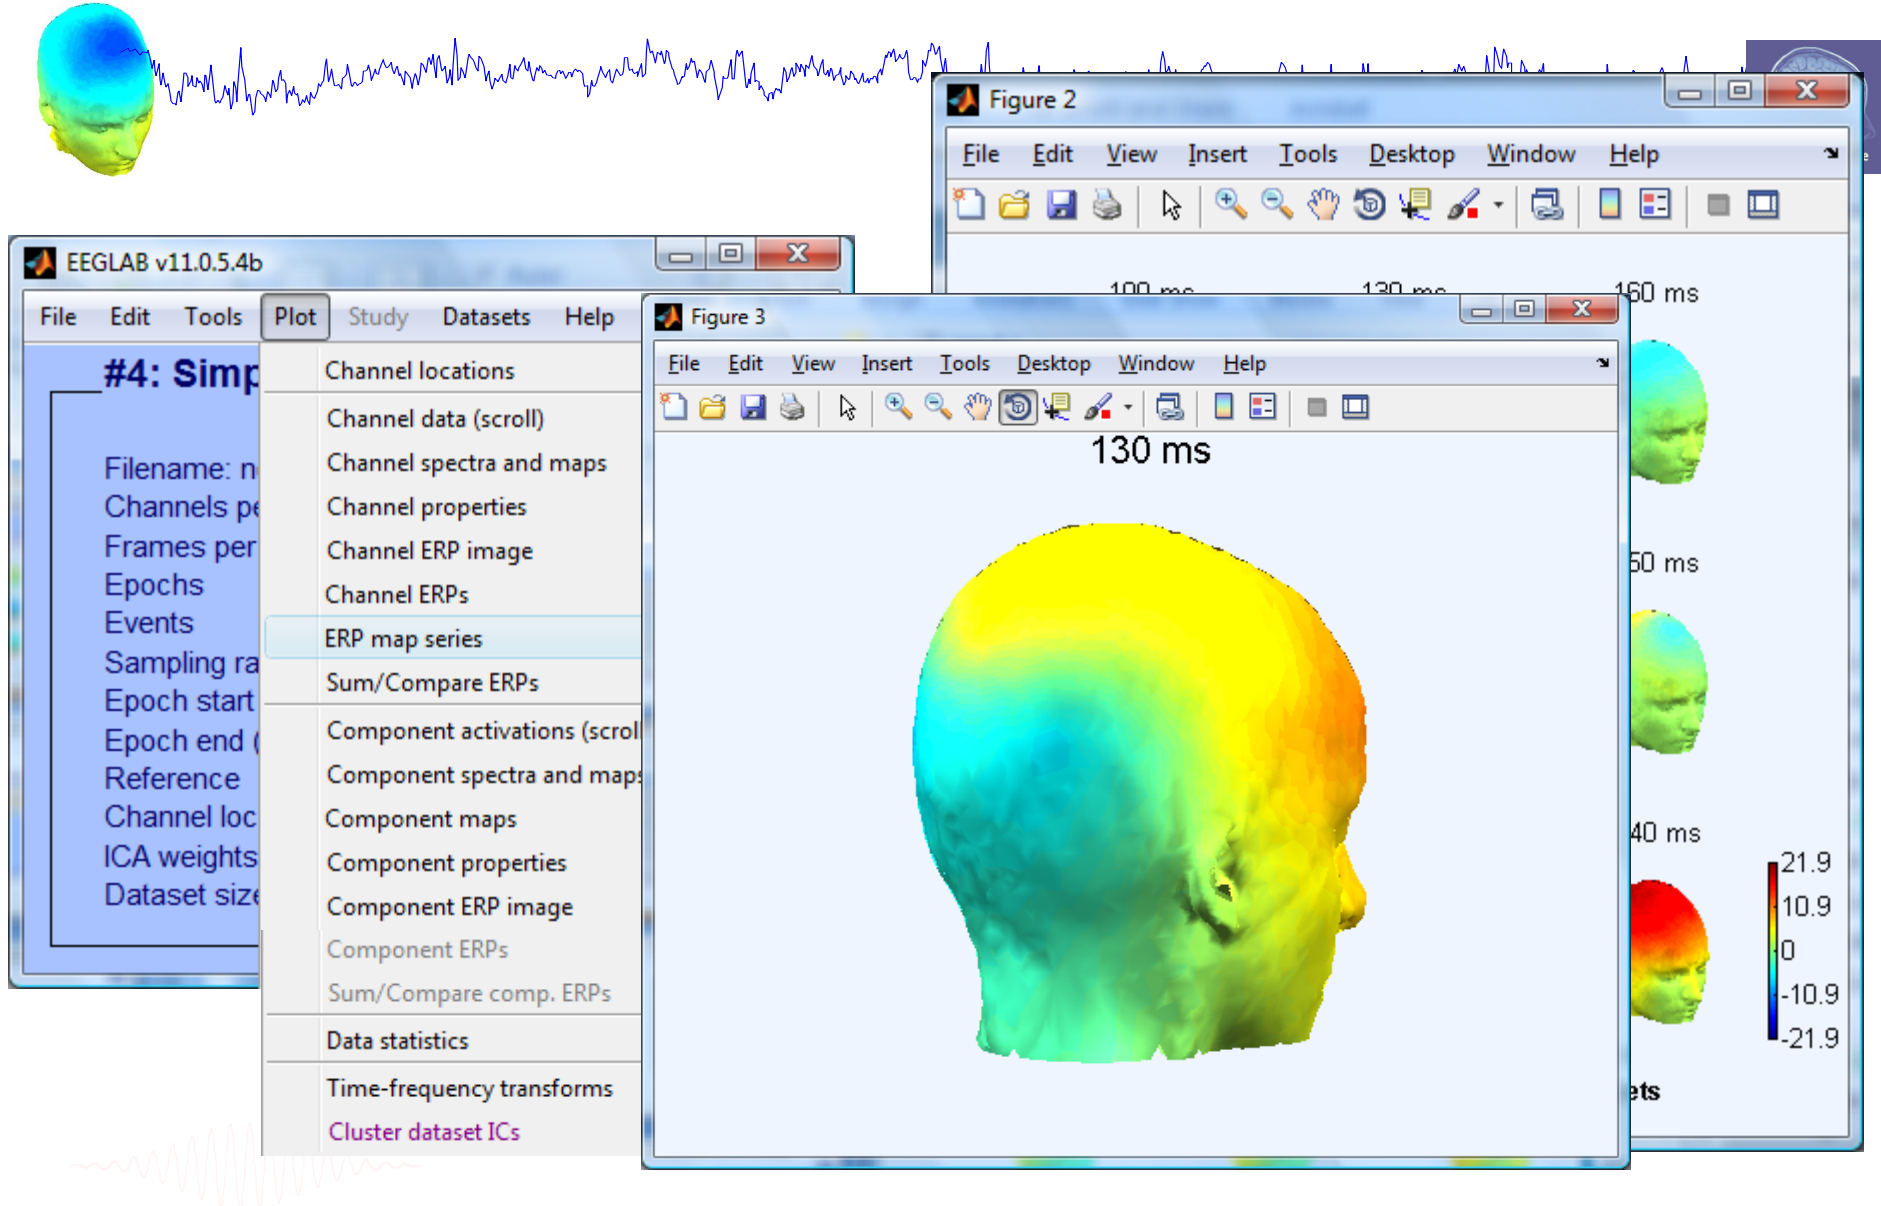 Figure 2
File Edit View Insert Tools Desktop Window Help
100 ms 130 ms 160 ms
EEGLAB v11.0.5.4b
File Edit Tools Plot Study Datasets Help
#4: Simp
Filename: n
Channels pe
Frames per
Epochs
Events
Sampling ra
Epoch start
Epoch end (
Reference
Channel loc
ICA weights
Dataset size
Channel locations
Channel data (scroll)
Channel spectra and maps
Channel properties
Channel ERP image
Channel ERPs
ERP map series
Sum/Compare ERPs
Component activations (scroll
Component spectra and maps
Component maps
Component properties
Component ERP image
Component ERPs
Sum/Compare comp. ERPs
Data statistics
Time-frequency transforms
Cluster dataset ICs
Figure 3
File Edit View Insert Tools Desktop Window Help
130 ms
50 ms
40 ms
21.9
10.9
0
-10.9
-21.9
ets